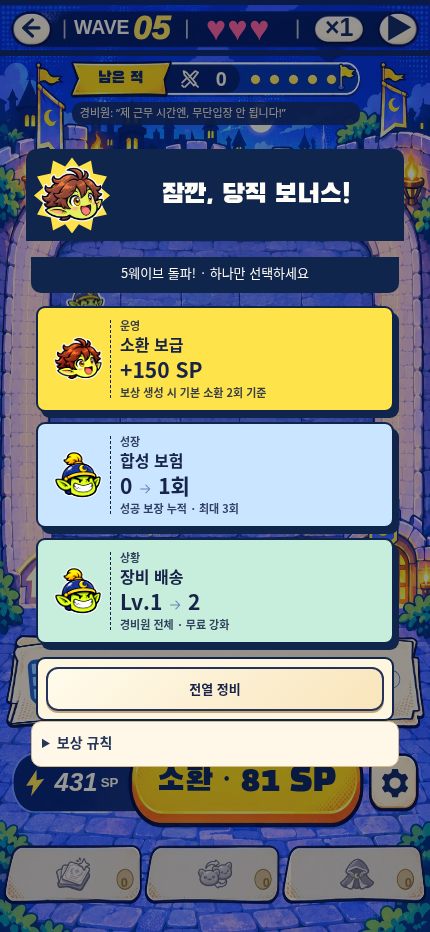 WAVE 05
×1
남은 적
0
경비원: “제 근무 시간엔, 무단입장 안 됩니다!”
잠깐, 당직 보너스!
5웨이브 돌파! · 하나만 선택하세요
운영
소환 보급
+150 SP
보상 생성 시 기본 소환 2회 기준
성장
합성 보험
0 → 1회
성공 보장 누적 · 최대 3회
상황
장비 배송
Lv.1 → 2
경비원 전체 · 무료 강화
전열 정비
▶ 보상 규칙
431 SP
소환 · 81 SP
0
0
0